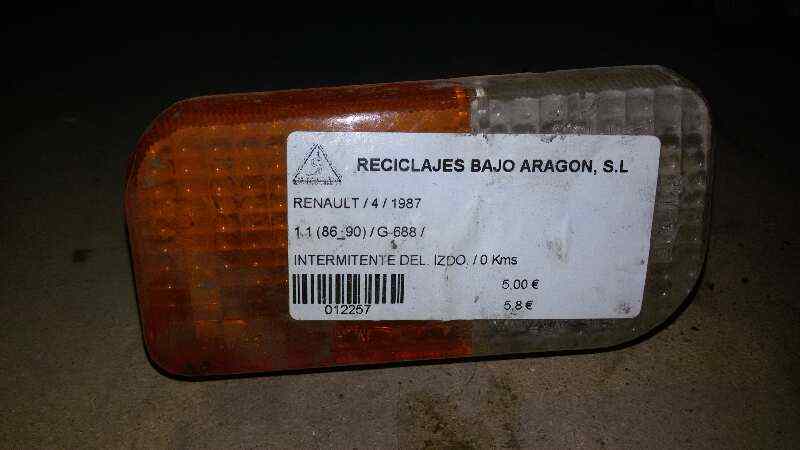 RECICLAJES BAJO ARAGON, S.L
RENAULT / 4 / 1987
1.1 (86_90) / G-688 /
INTERMITENTE DEL. IZDO. / 0 Kms
5,00 €
012257
5,8 €